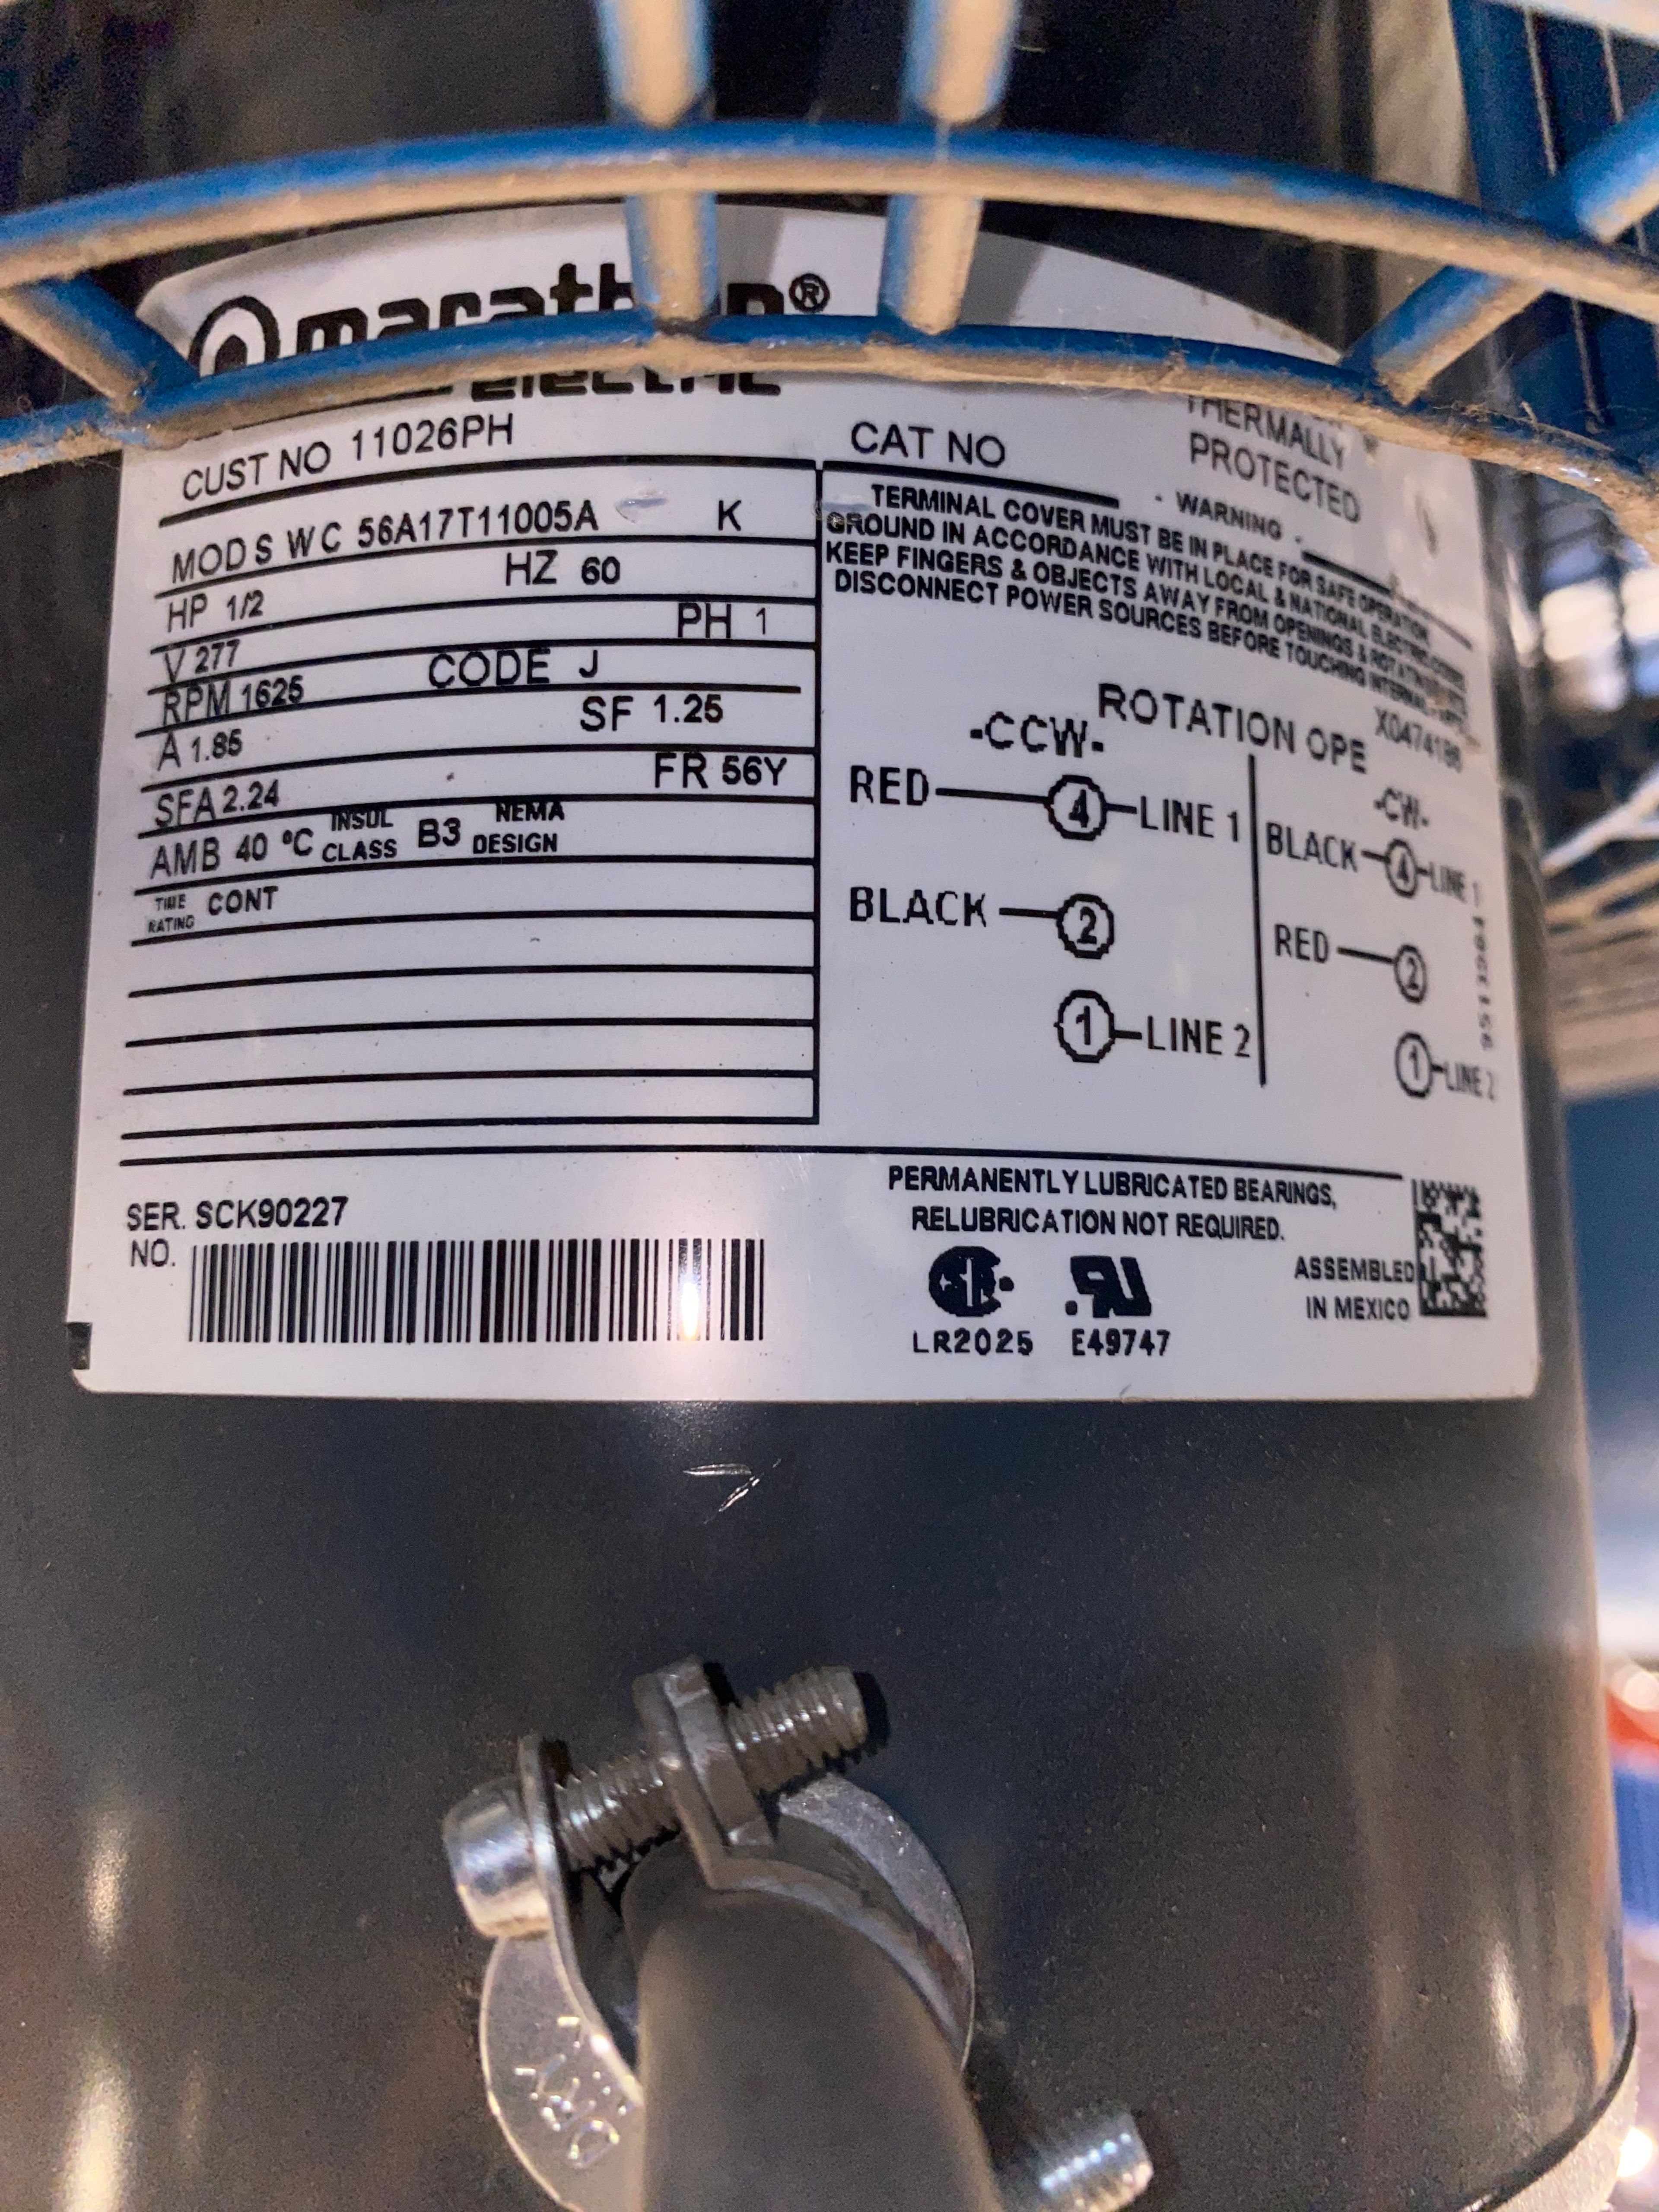 marathon®
ELECTRIC
CUST NO 11026PH
CAT NO
THERMALLY
PROTECTED
MOD S WC 56A17T11005A K
HP 1/2 HZ 60
V 277 PH 1
RPM 1625 CODE J
A 1.85 SF 1.25
SFA 2.24 FR 56Y
AMB 40 °C INSUL CLASS B3 NEMA DESIGN
TIME RATING CONT
- WARNING -
TERMINAL COVER MUST BE IN PLACE FOR SAFE OPERATION
GROUND IN ACCORDANCE WITH LOCAL & NATIONAL ELECTRIC CODES
KEEP FINGERS & OBJECTS AWAY FROM OPENINGS & ROTATING PARTS
DISCONNECT POWER SOURCES BEFORE TOUCHING INTERNAL PARTS
ROTATION OPE
-CCW-
RED 4 LINE 1
BLACK 2
1 LINE 2
-CW-
BLACK 4 LINE 1
RED 2
1 LINE 2
SER. SCK90227
NO.
PERMANENTLY LUBRICATED BEARINGS,
RELUBRICATION NOT REQUIRED.
LR2025 E49747
ASSEMBLED
IN MEXICO